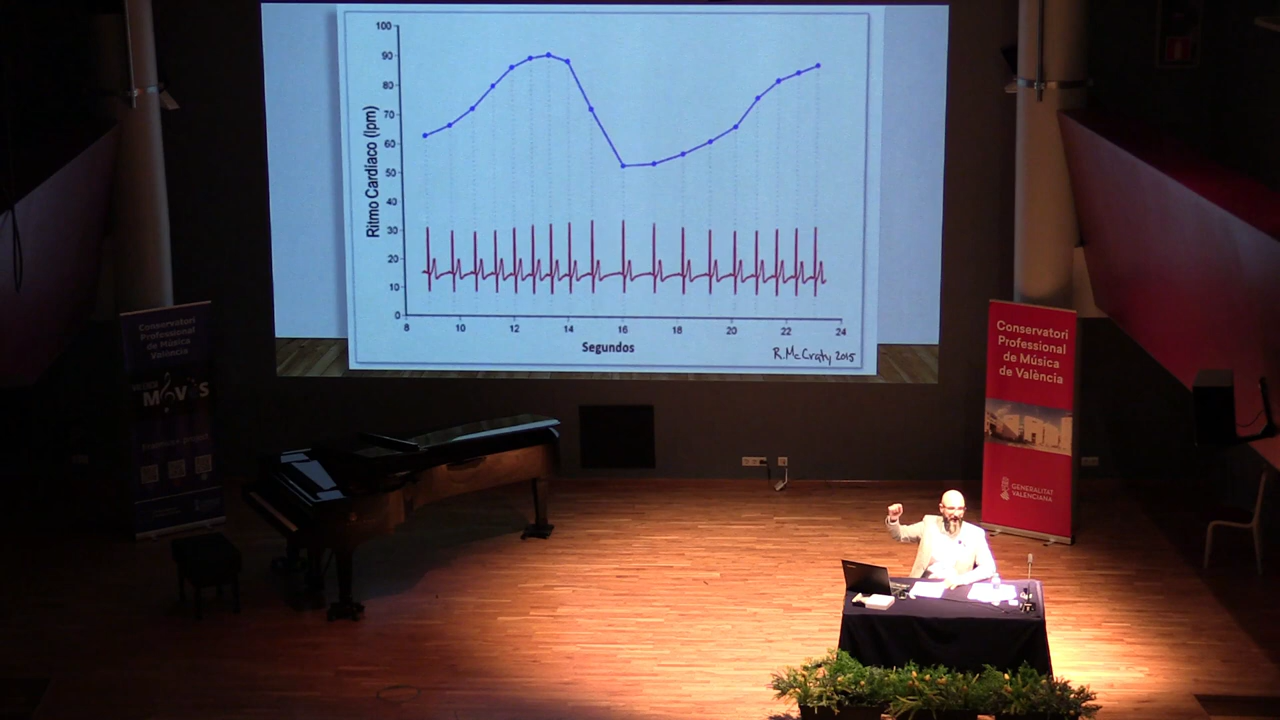 100
90
80
70
60
50
40
30
20
10
0
Ritmo Cardiaco (lpm)
8 10 12 14 16 18 20 22 24
Segundos
R.McCraty 2015
Conservatori
Professional
de Música
València
MOVIS
Conservatori
Professional
de Música
de València
GENERALITAT
VALENCIANA